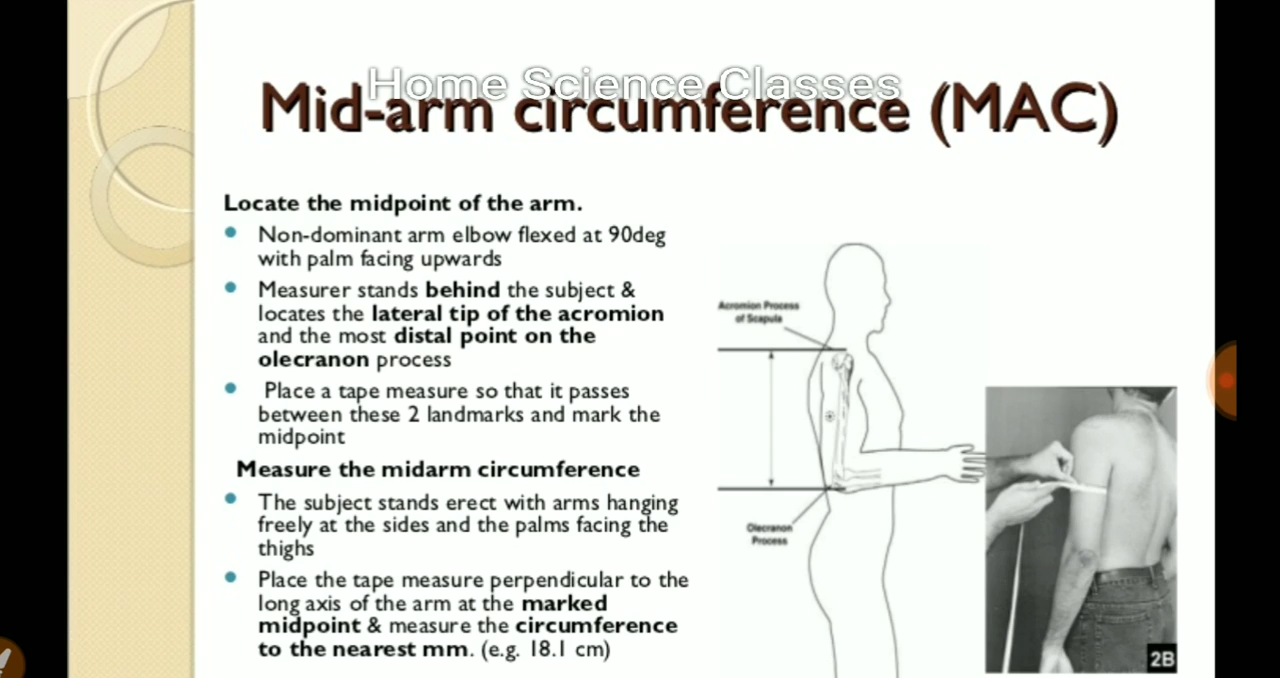 Home Science Classes
Mid-arm circumference (MAC)
Locate the midpoint of the arm.
Non-dominant arm elbow flexed at 90deg
with palm facing upwards
Measurer stands behind the subject &
locates the lateral tip of the acromion
and the most distal point on the
olecranon process
Place a tape measure so that it passes
between these 2 landmarks and mark the
midpoint
Measure the midarm circumference
The subject stands erect with arms hanging
freely at the sides and the palms facing the
thighs
Place the tape measure perpendicular to the
long axis of the arm at the marked
midpoint & measure the circumference
to the nearest mm. (e.g. 18.1 cm)
Acromion Process
of Scapula
Olecranon
Process
2B